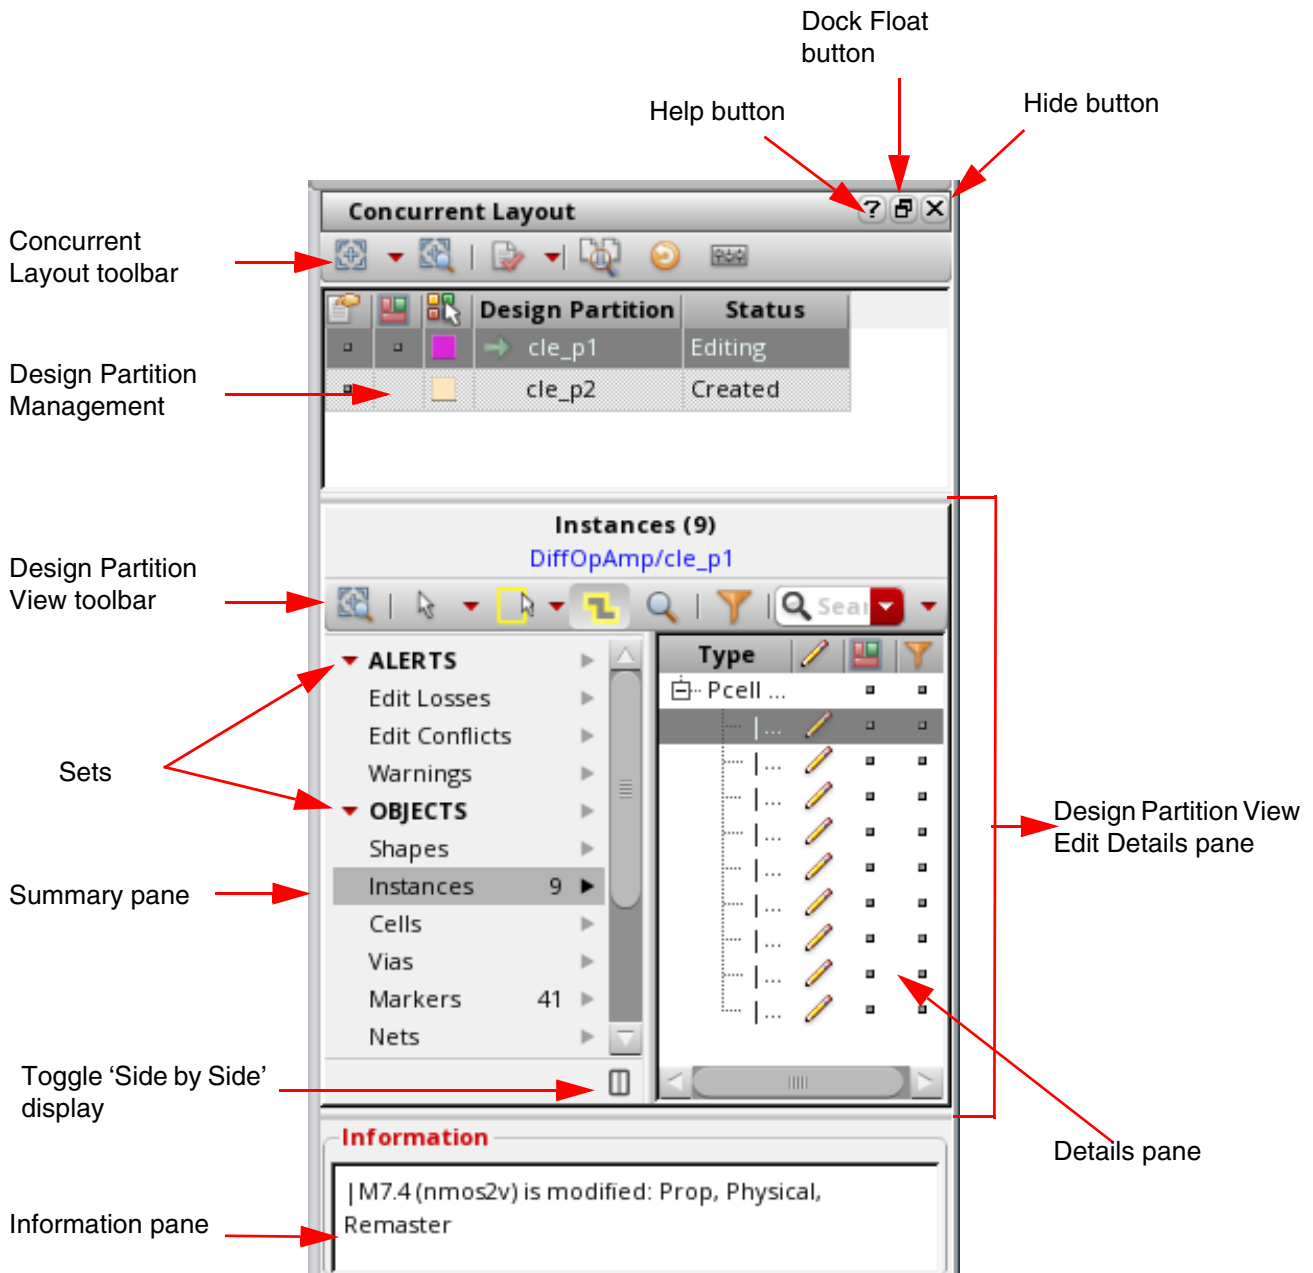 Dock Float
button
Help button
Hide button
Concurrent Layout
Concurrent
Layout toolbar
Design Partition Status
cle_p1 Editing
cle_p2 Created
Design Partition
Management
Instances (9)
DiffOpAmp/cle_p1
Design Partition
View toolbar
Sear
ALERTS
Edit Losses
Edit Conflicts
Warnings
OBJECTS
Shapes
Instances 9
Cells
Vias
Markers 41
Nets
Type
Pcell ...
|...
|...
|...
|...
|...
|...
|...
|...
|...
Sets
Summary pane
Design Partition View
Edit Details pane
Toggle ‘Side by Side’
display
Details pane
Information
|M7.4 (nmos2v) is modified: Prop, Physical,
Remaster
Information pane